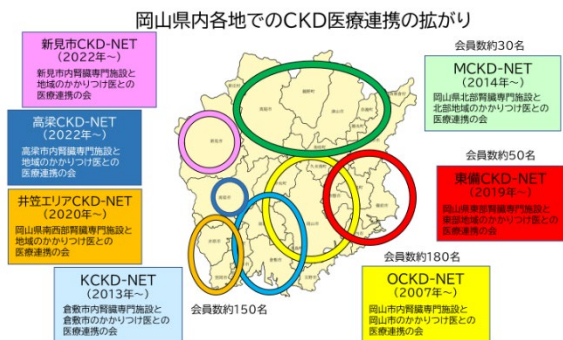 岡山県内各地でのCKD医療連携の拡がり
新見市CKD-NET
(2022年～)
新見市内腎臓専門施設と
地域のかかりつけ医との
医療連携の会
高梁CKD-NET
(2022年～)
高梁市内腎臓専門施設と
地域のかかりつけ医との
医療連携の会
井笠エリアCKD-NET
(2020年～)
岡山県南西部腎臓専門施設と
地域のかかりつけ医との
医療連携の会
KCKD-NET
(2013年～)
倉敷市内腎臓専門施設と
倉敷市のかかりつけ医との
医療連携の会
会員数約150名
会員数約30名
MCKD-NET
(2014年～)
岡山県北部腎臓専門施設と
北部地域のかかりつけ医との
医療連携の会
会員数約50名
東備CKD-NET
(2019年～)
岡山県東部腎臓専門施設と
東部地域のかかりつけ医との
医療連携の会
会員数約180名
OCKD-NET
(2007年～)
岡山市内腎臓専門施設と
岡山市のかかりつけ医との
医療連携の会
新見市
倉敷市